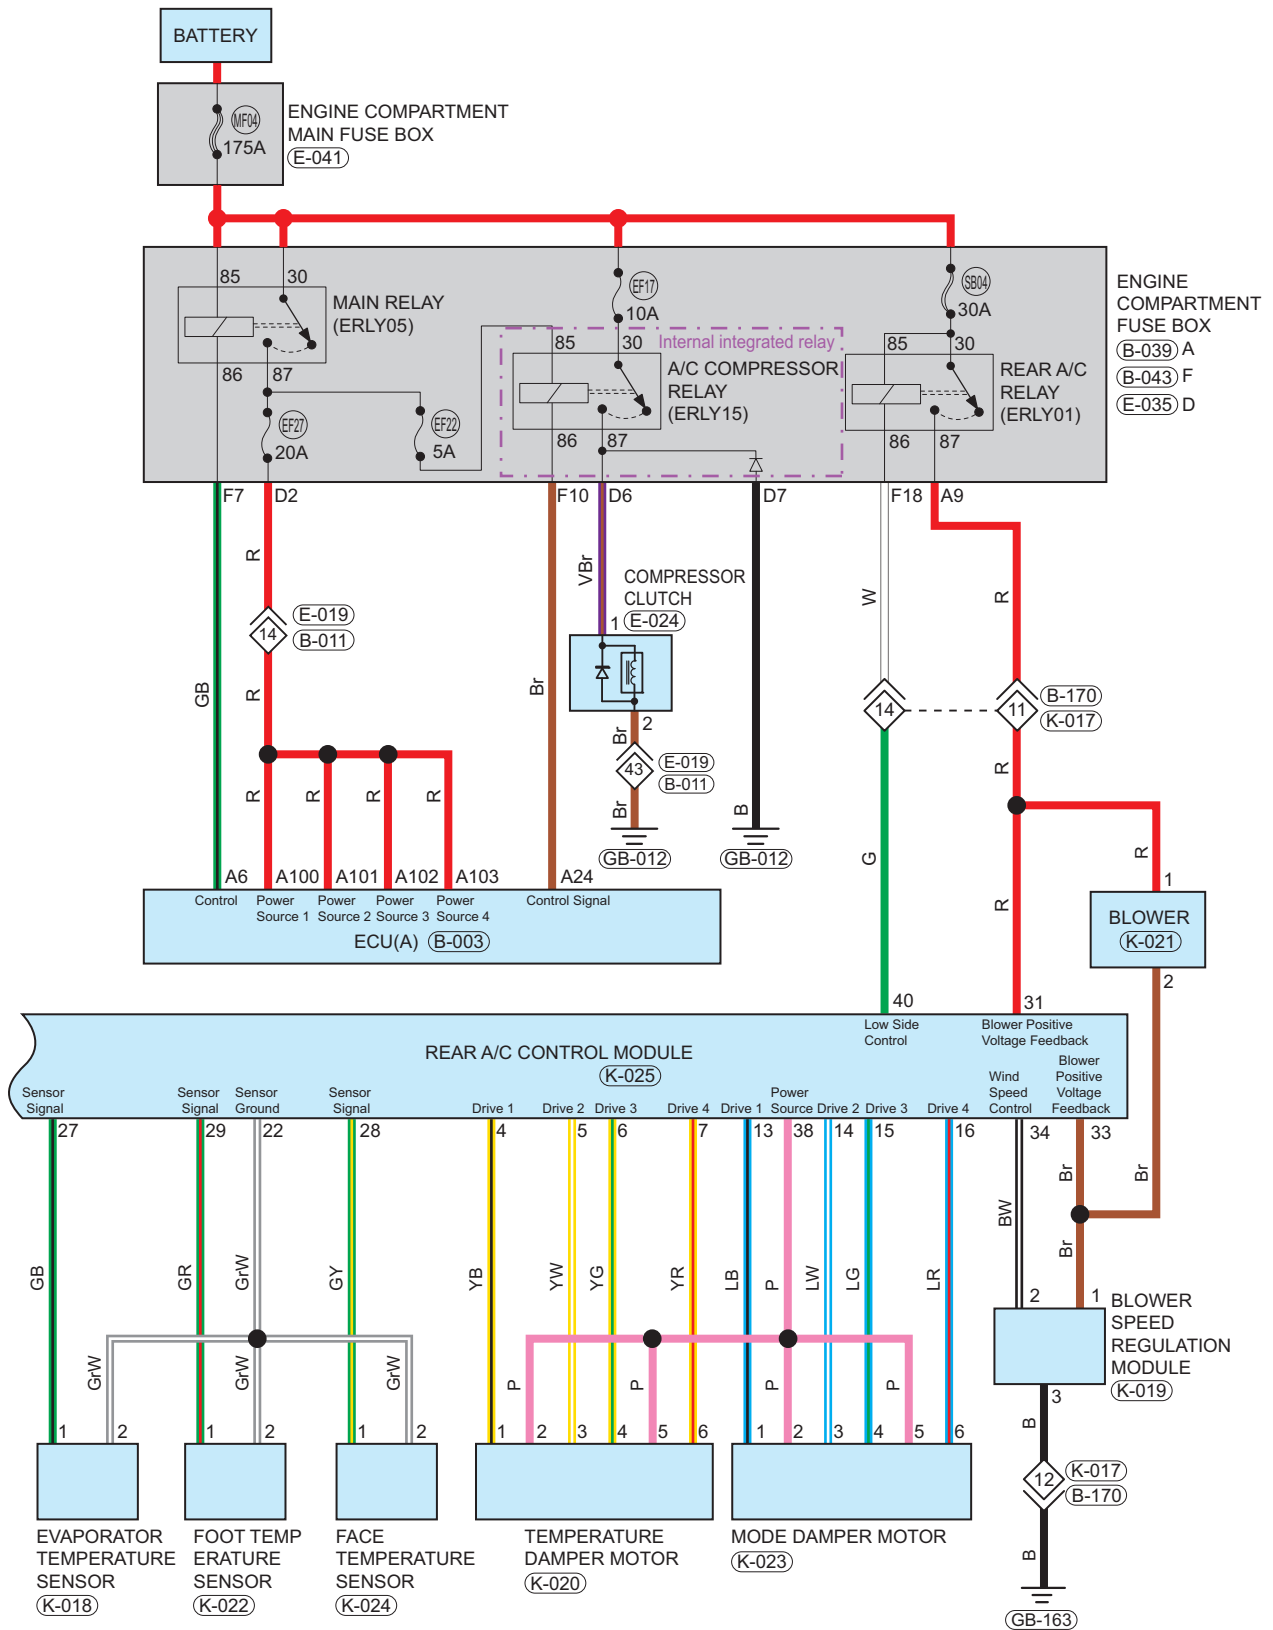 BATTERY
MF04
175A
ENGINE COMPARTMENT
MAIN FUSE BOX
E-041
85
30
MAIN RELAY
(ERLY05)
86
87
EF27
20A
EF22
5A
EF17
10A
Internal integrated relay
85
30
A/C COMPRESSOR
RELAY
(ERLY15)
86
87
SB04
30A
85
30
REAR A/C
RELAY
(ERLY01)
86
87
ENGINE
COMPARTMENT
FUSE BOX
B-039 A
B-043 F
E-035 D
F7
D2
F10
D6
D7
F18
A9
R
VBr
COMPRESSOR
CLUTCH
E-024
1
W
R
14
E-019
B-011
GB
R
Br
2
Br
43
E-019
B-011
Br
GB-012
B
GB-012
14
11
B-170
K-017
R
R
R
R
R
G
R
R
1
BLOWER
K-021
2
A6
A100
A101
A102
A103
A24
Control
Power
Source 1
Power
Source 2
Power
Source 3
Power
Source 4
Control Signal
ECU(A) B-003
40
31
Low Side
Control
Blower Positive
Voltage Feedback
REAR A/C CONTROL MODULE
K-025
Sensor
Signal
Sensor
Signal
Sensor
Ground
Sensor
Signal
Drive 1
Drive 2
Drive 3
Drive 4
Drive 1
Power
Source
Drive 2
Drive 3
Drive 4
Wind
Speed
Control
Blower
Positive
Voltage
Feedback
27
29
22
28
4
5
6
7
13
38
14
15
16
34
33
GB
GR
GrW
GY
YB
YW
YG
YR
LB
P
LW
LG
LR
BW
Br
Br
Br
GrW
GrW
GrW
P
P
P
P
2
1
BLOWER
SPEED
REGULATION
MODULE
K-019
3
B
12
K-017
B-170
B
GB-163
1
2
1
2
1
2
1
2
3
4
5
6
1
2
3
4
5
6
EVAPORATOR
TEMPERATURE
SENSOR
K-018
FOOT TEMP
ERATURE
SENSOR
K-022
FACE
TEMPERATURE
SENSOR
K-024
TEMPERATURE
DAMPER MOTOR
K-020
MODE DAMPER MOTOR
K-023